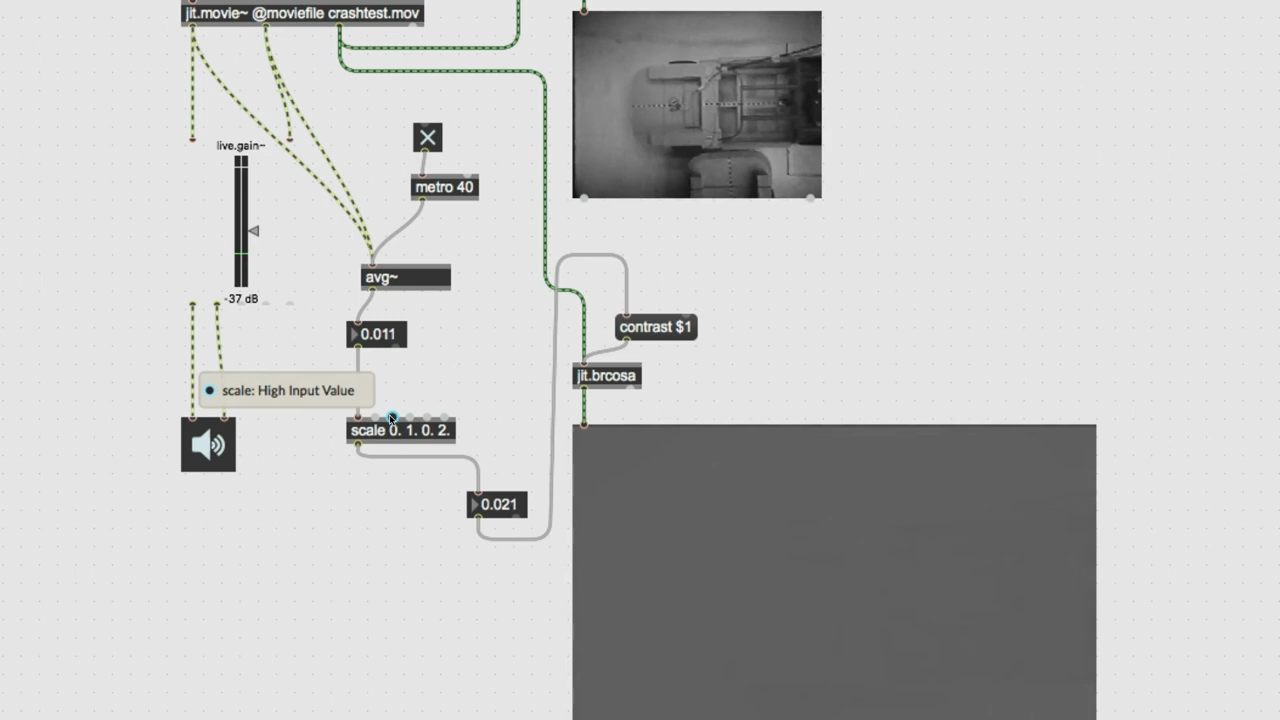 jit.movie~ @moviefile crashtest.mov
live.gain~
metro 40
avg~
-37 dB
contrast $1
0.011
jit.brcosa
scale: High Input Value
scale 0. 1. 0. 2.
0.021